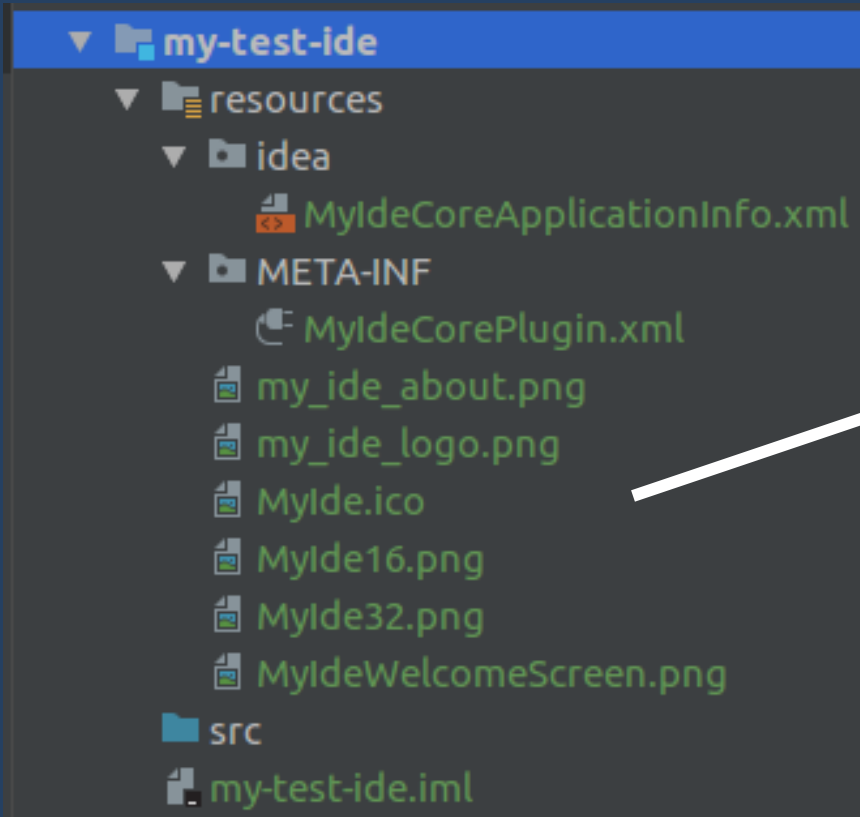 my-test-ide
resources
idea
MyIdeCoreApplicationInfo.xml
META-INF
MyIdeCorePlugin.xml
my_ide_about.png
my_ide_logo.png
MyIde.ico
MyIde16.png
MyIde32.png
MyIdeWelcomeScreen.png
src
my-test-ide.iml